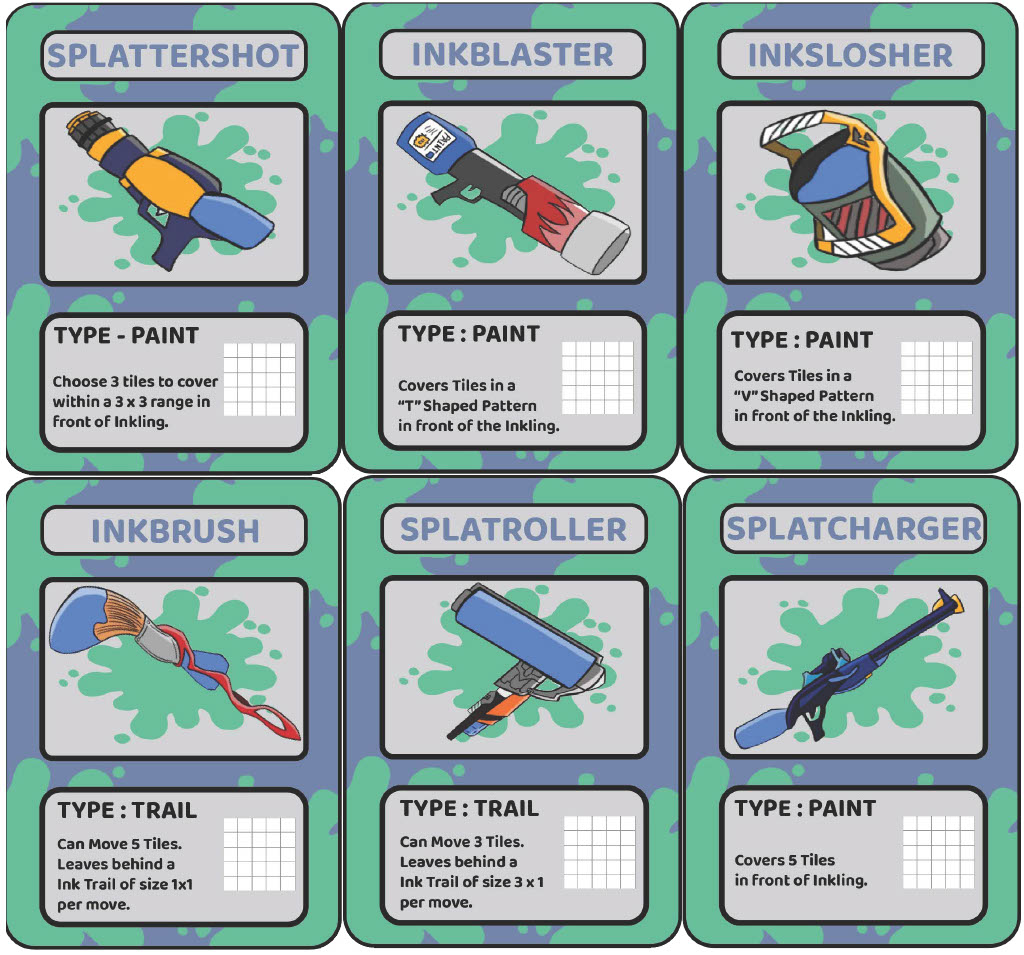 SPLATTERSHOT
TYPE - PAINT
Choose 3 tiles to cover
within a 3 x 3 range in
front of Inkling.
INKBLASTER
PAINT
TYPE : PAINT
Covers Tiles in a
“T” Shaped Pattern
in front of the Inkling.
INKSLOSHER
TYPE : PAINT
Covers Tiles in a
“V” Shaped Pattern
in front of the Inkling.
INKBRUSH
TYPE : TRAIL
Can Move 5 Tiles.
Leaves behind a
Ink Trail of size 1x1
per move.
SPLATROLLER
TYPE : TRAIL
Can Move 3 Tiles.
Leaves behind a
Ink Trail of size 3 x 1
per move.
SPLATCHARGER
TYPE : PAINT
Covers 5 Tiles
in front of Inkling.